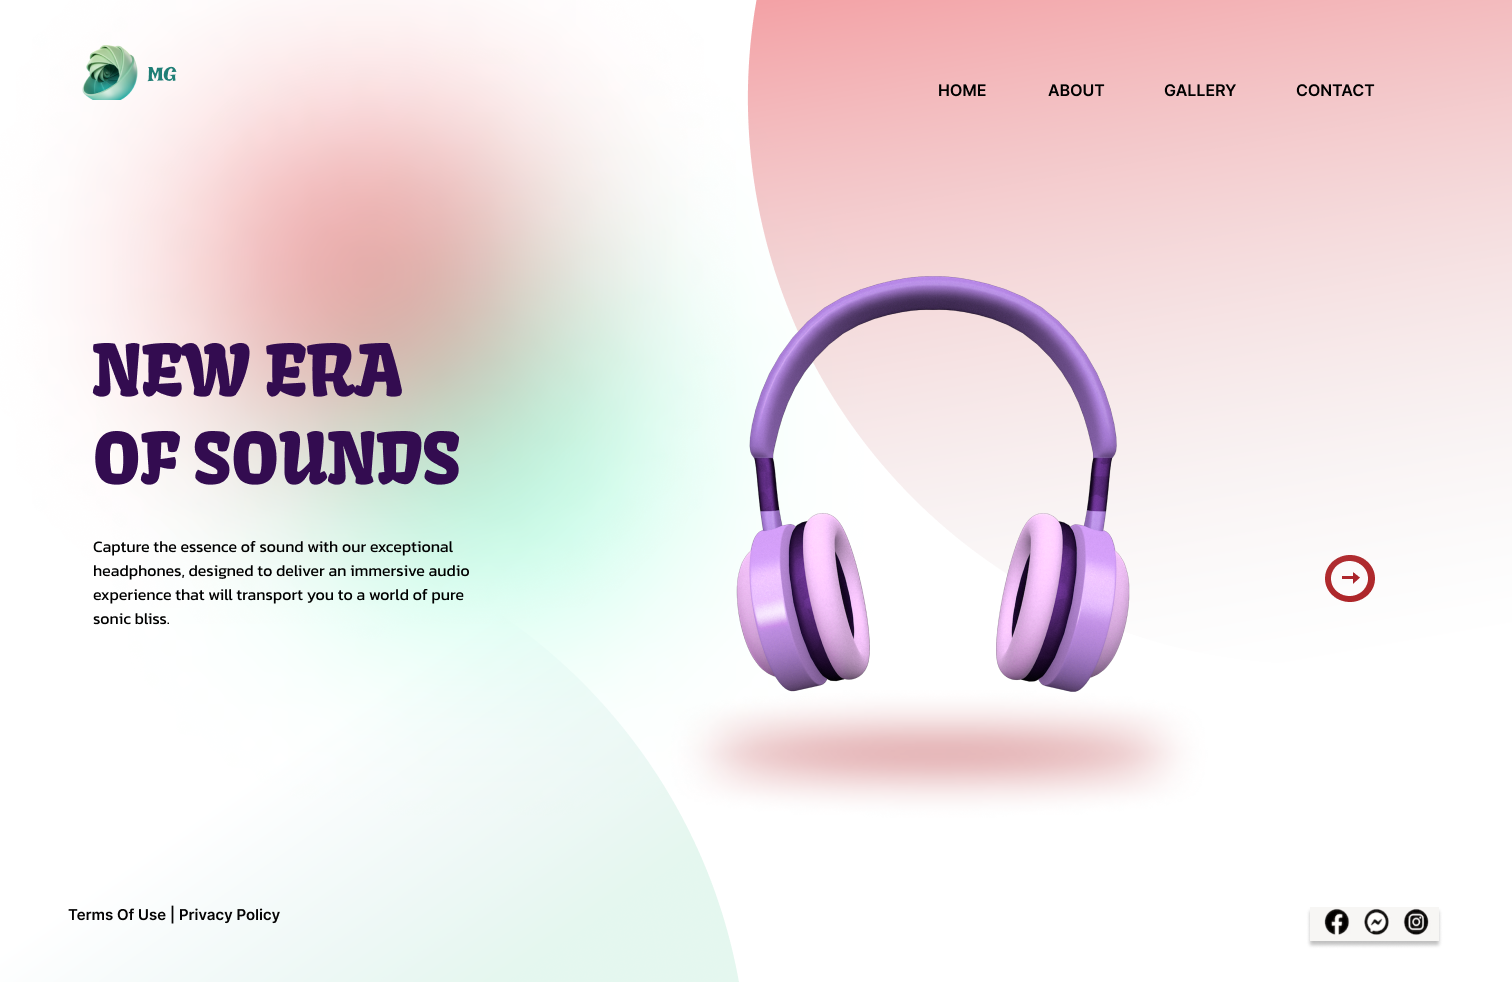 MG
HOME ABOUT GALLERY CONTACT
NEW ERA
OF SOUNDS
Capture the essence of sound with our exceptional
headphones, designed to deliver an immersive audio
experience that will transport you to a world of pure
sonic bliss.
Terms Of Use | Privacy Policy